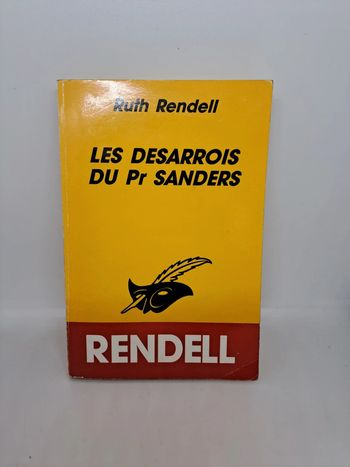 Ruth Rendell
LES DESARROIS
DU Pr SANDERS
RENDELL